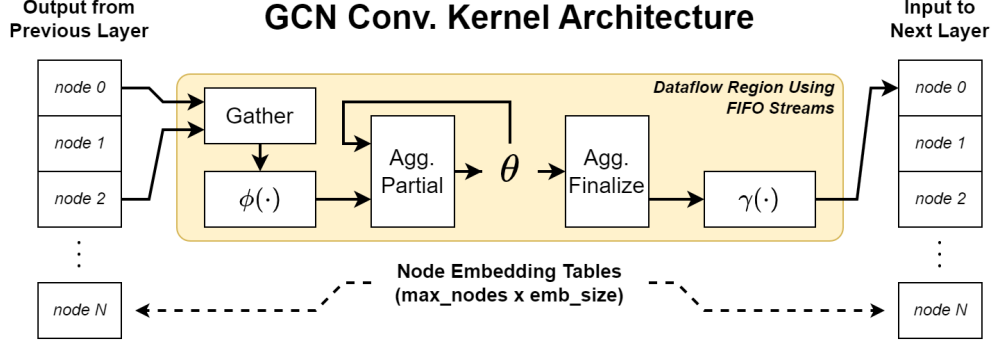 Output from
Previous Layer
GCN Conv. Kernel Architecture
Input to
Next Layer
node 0
node 1
node 2
node N
Dataflow Region Using
FIFO Streams
Gather
ϕ(·)
Agg.
Partial
θ
Agg.
Finalize
γ(·)
node 0
node 1
node 2
node N
Node Embedding Tables
(max_nodes x emb_size)